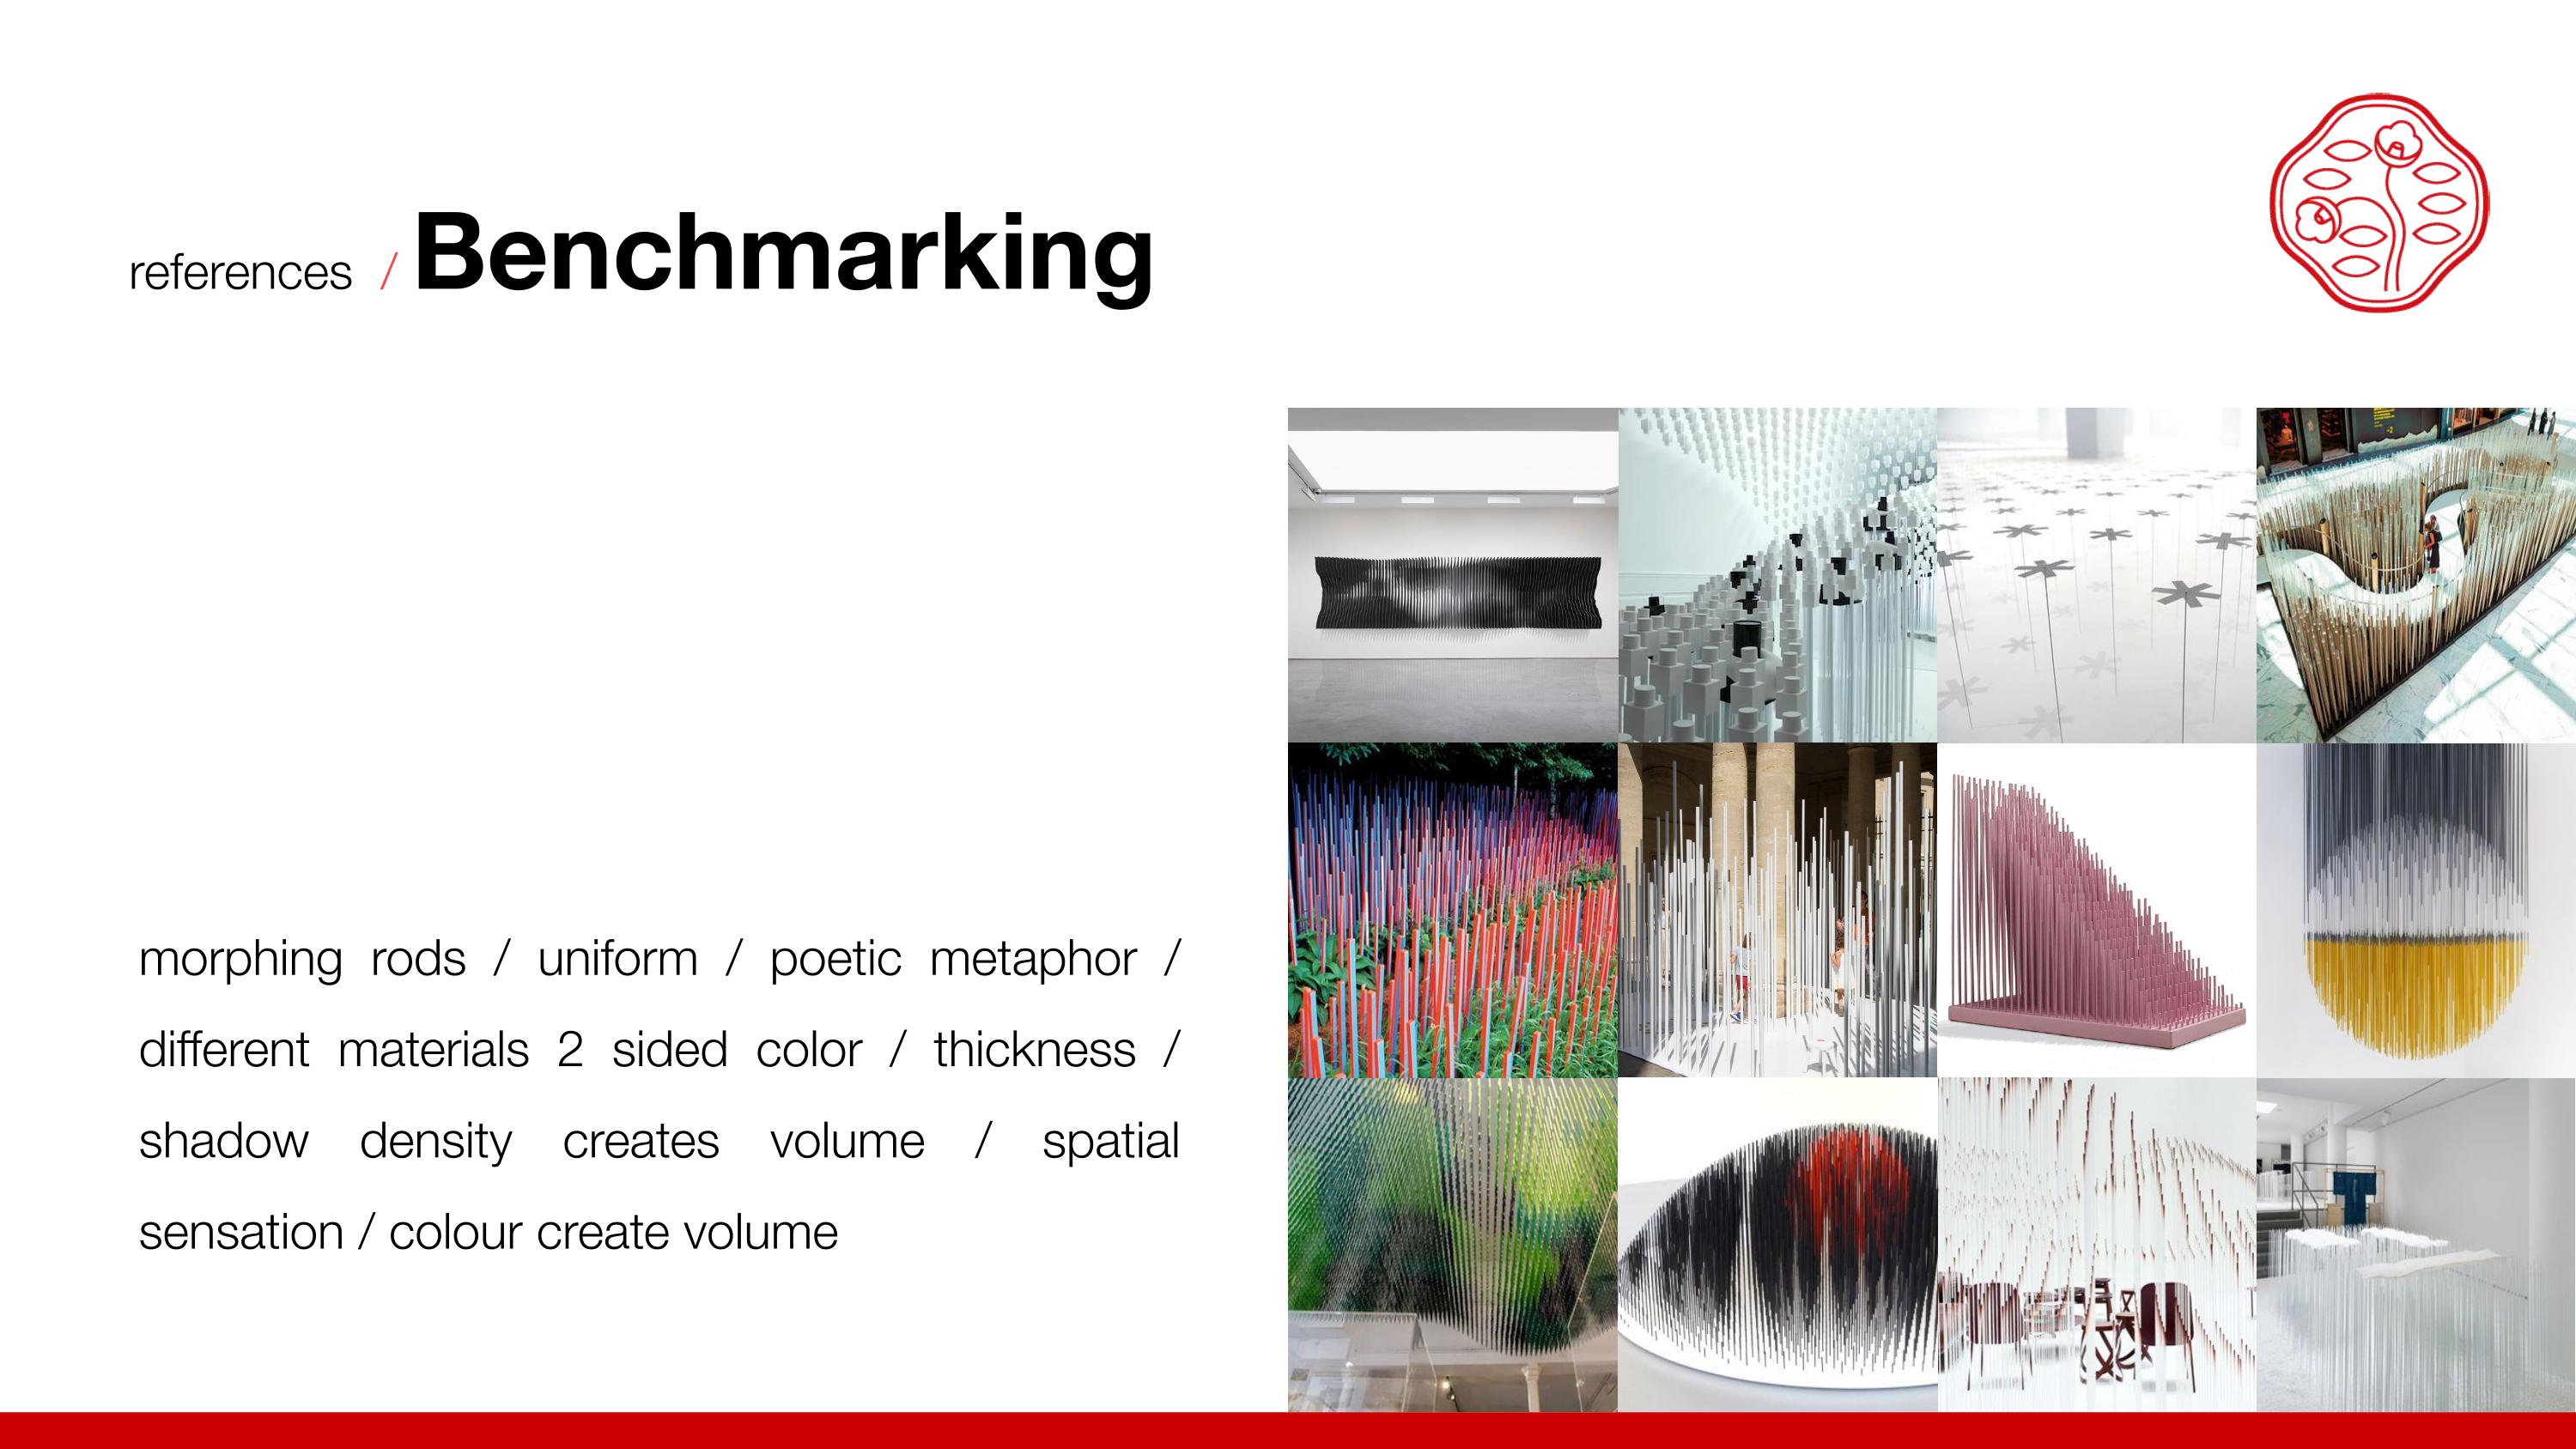 references / Benchmarking
morphing rods / uniform / poetic metaphor /
different materials 2 sided color / thickness /
shadow density creates volume / spatial
sensation / colour create volume